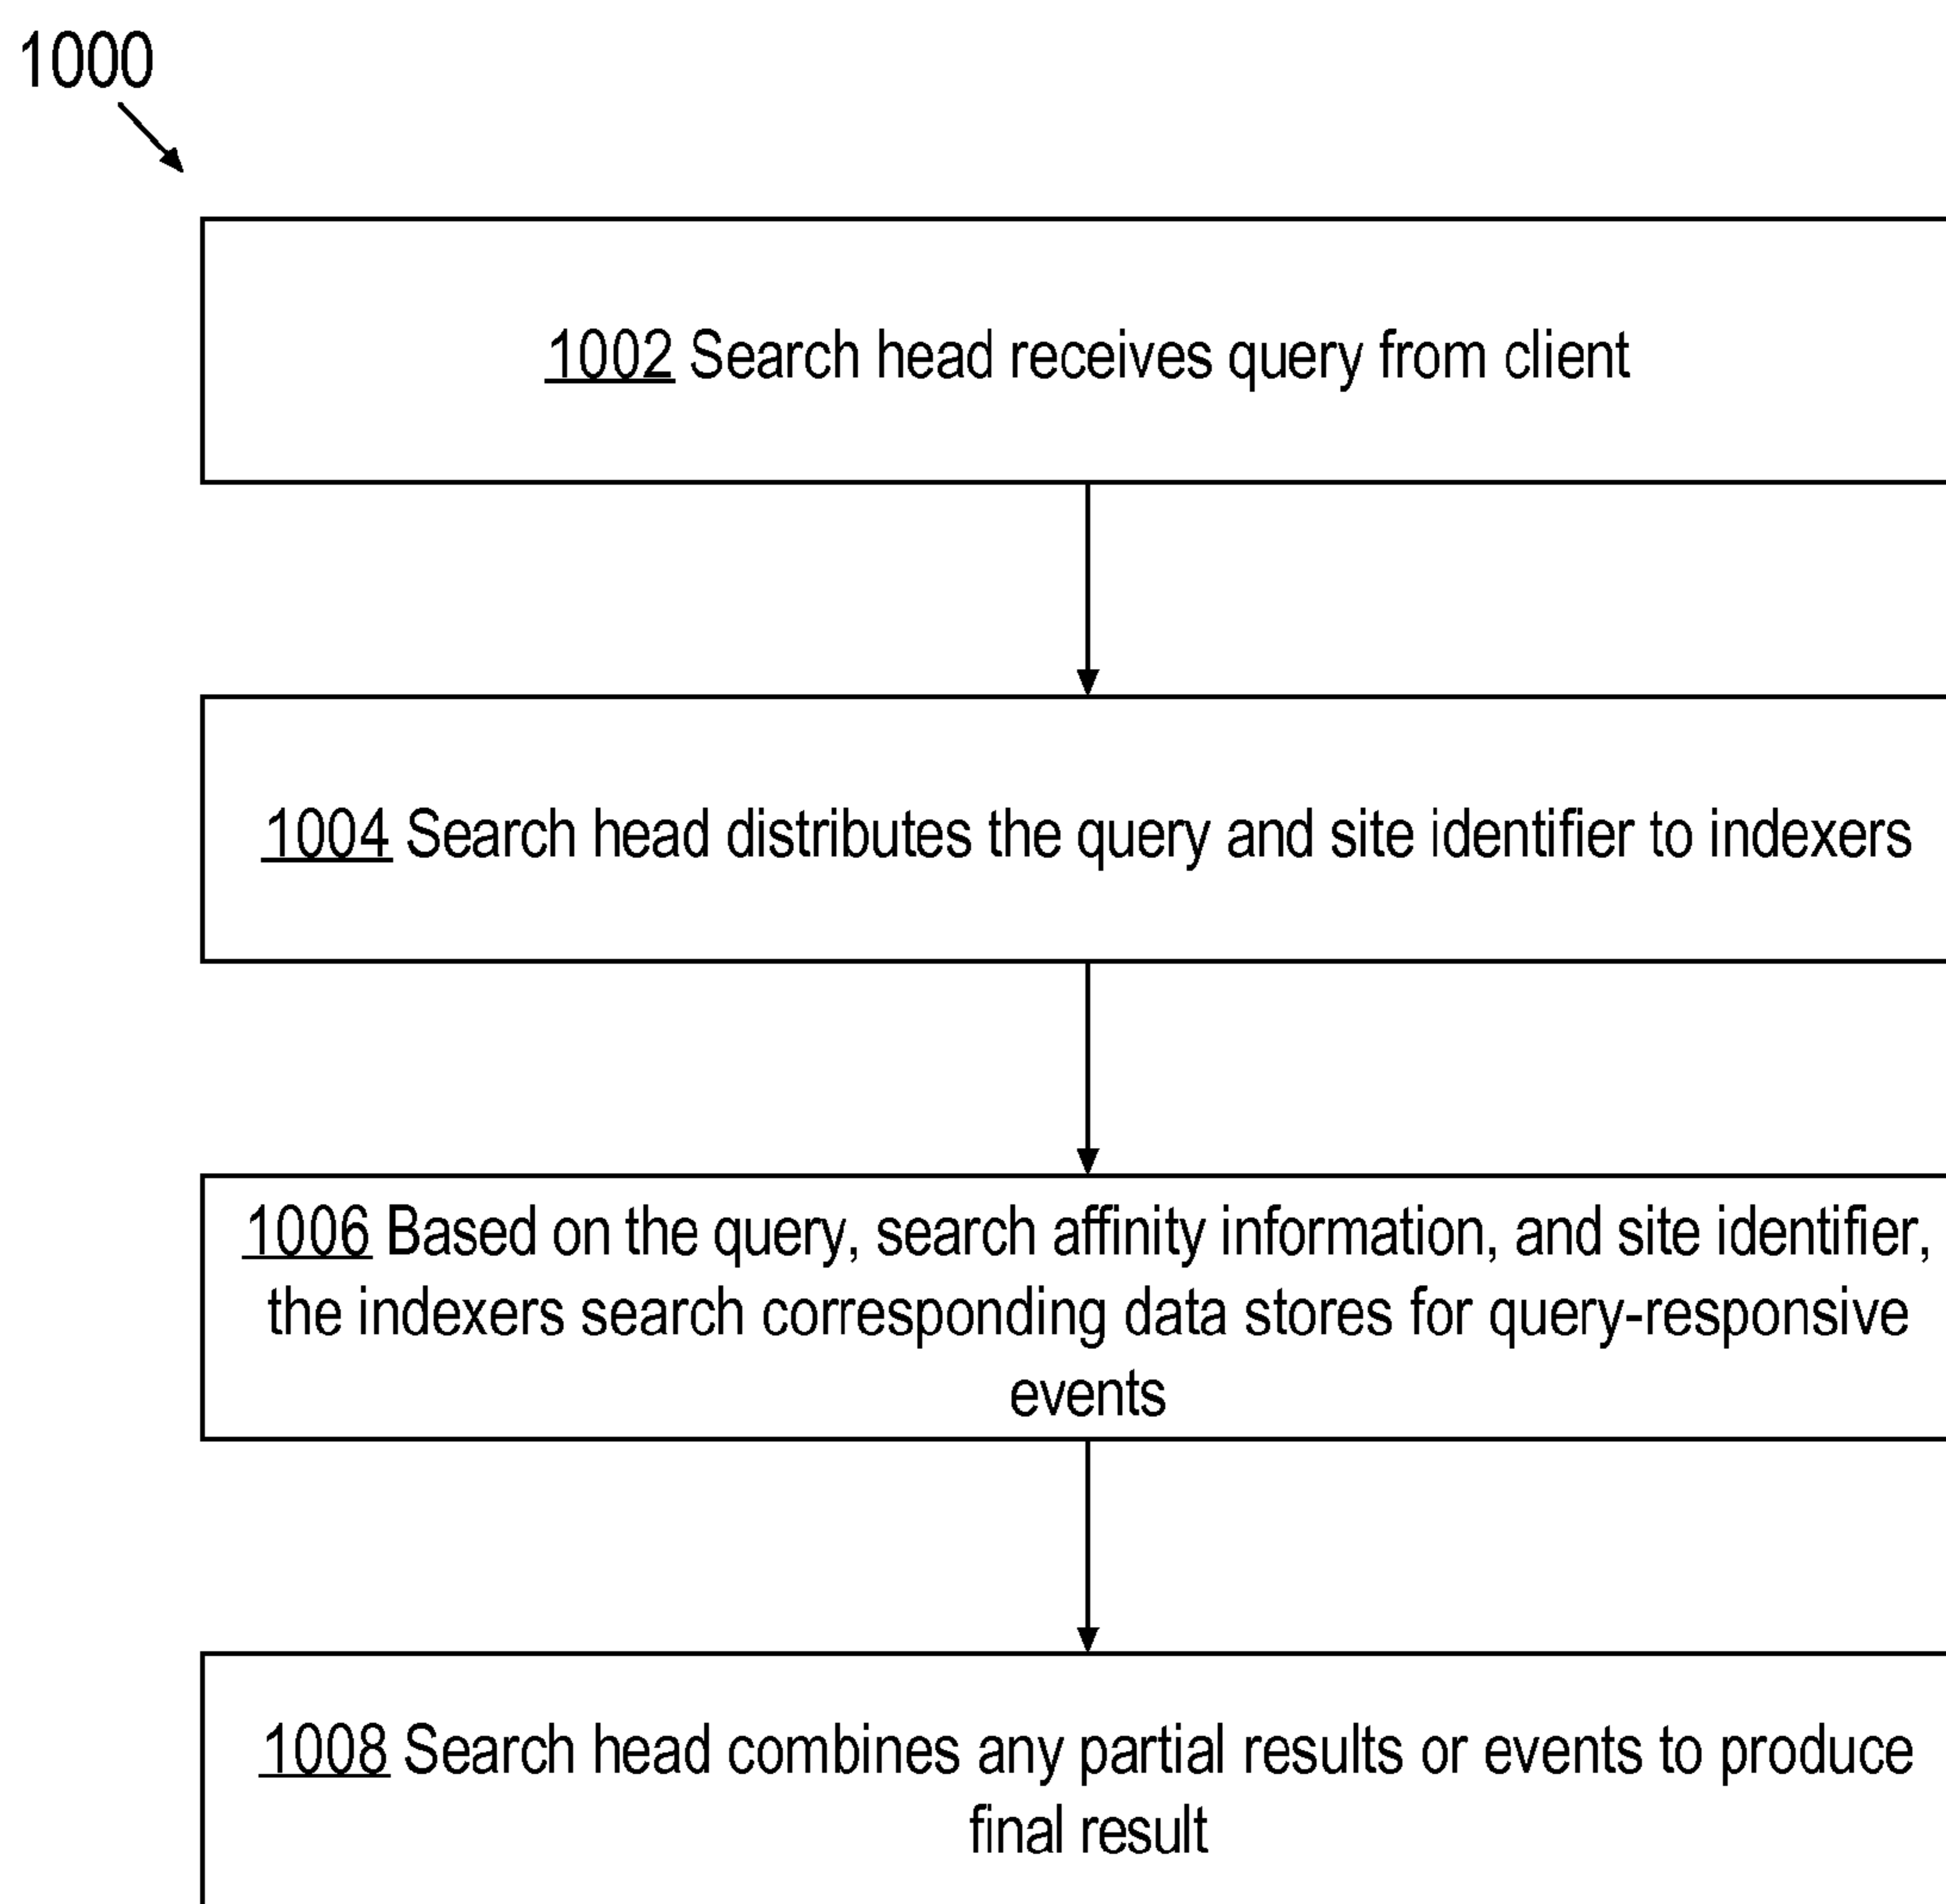 1000
1002 Search head receives query from client
1004 Search head distributes the query and site identifier to indexers
1006 Based on the query, search affinity information, and site identifier,
the indexers search corresponding data stores for query-responsive
events
1008 Search head combines any partial results or events to produce
final result